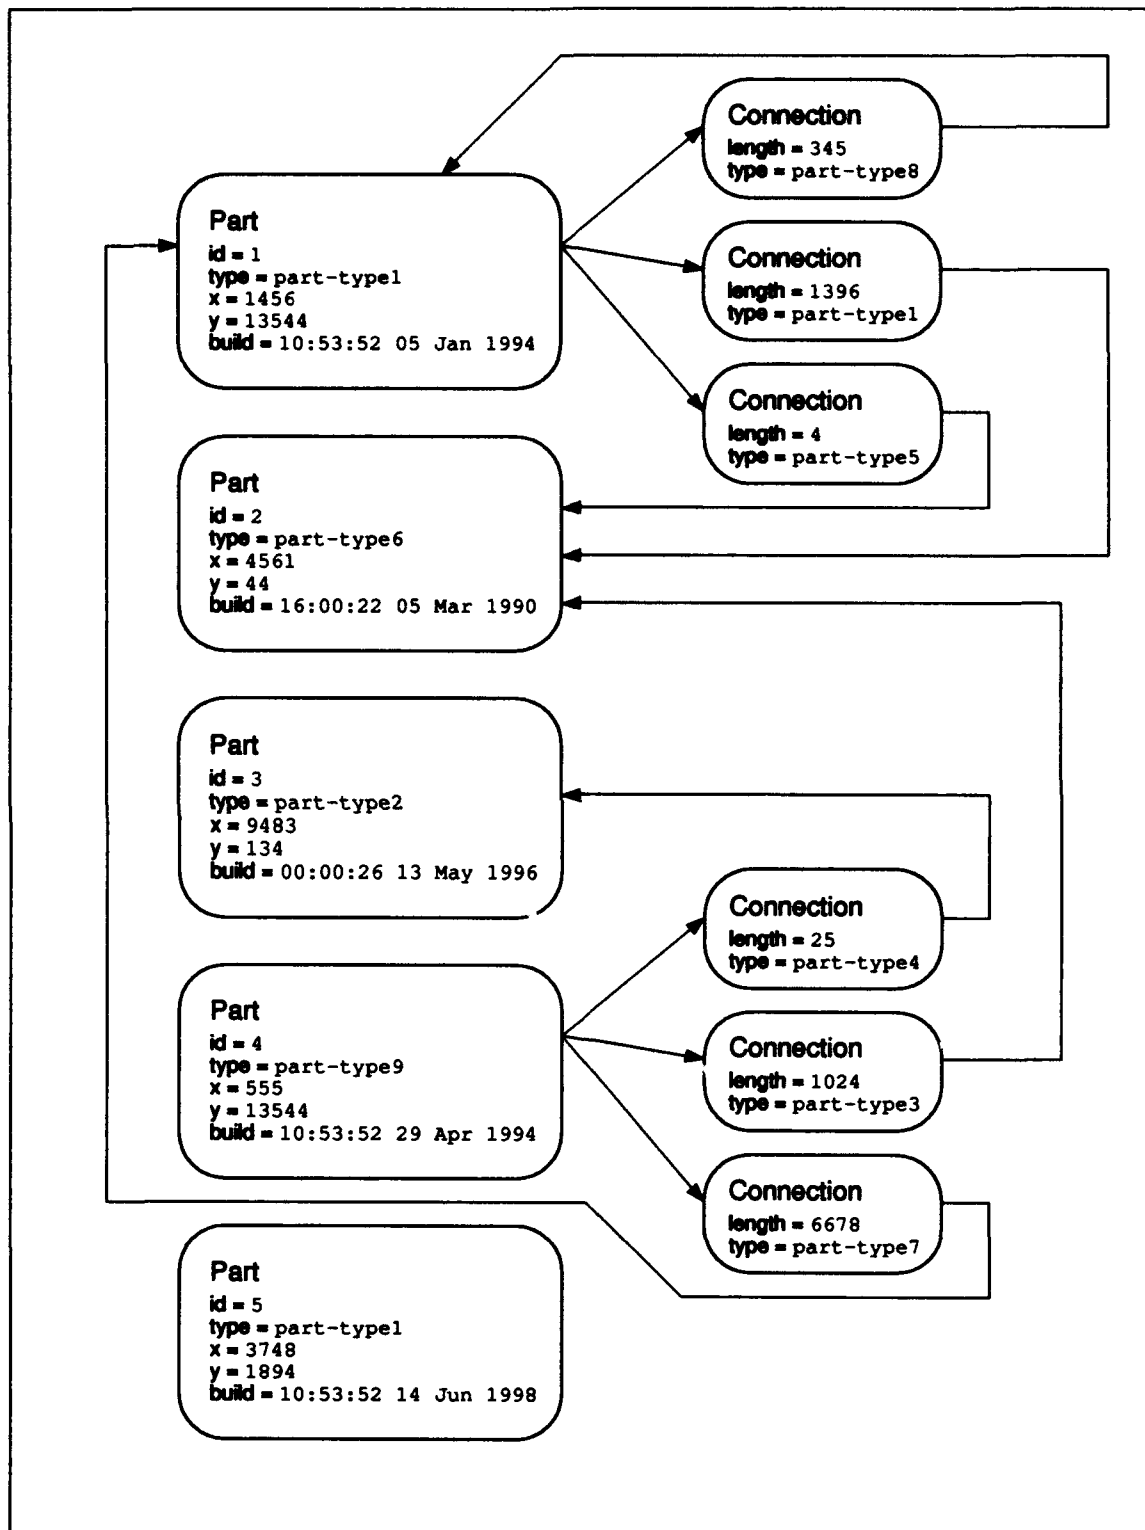 Connection
length = 345
type = part-type8
Part
id = 1
type = part-type1
x = 1456
y = 13544
build = 10:53:52 05 Jan 1994
Connection
length = 1396
type = part-type1
Connection
length = 4
type = part-type5
Part
id = 2
type = part-type6
x = 4561
y = 44
build = 16:00:22 05 Mar 1990
Part
id = 3
type = part-type2
x = 9483
y = 134
build = 00:00:26 13 May 1996
Connection
length = 25
type = part-type4
Part
id = 4
type = part-type9
x = 555
y = 13544
build = 10:53:52 29 Apr 1994
Connection
length = 1024
type = part-type3
Connection
length = 6678
type = part-type7
Part
id = 5
type = part-type1
x = 3748
y = 1894
build = 10:53:52 14 Jun 1998